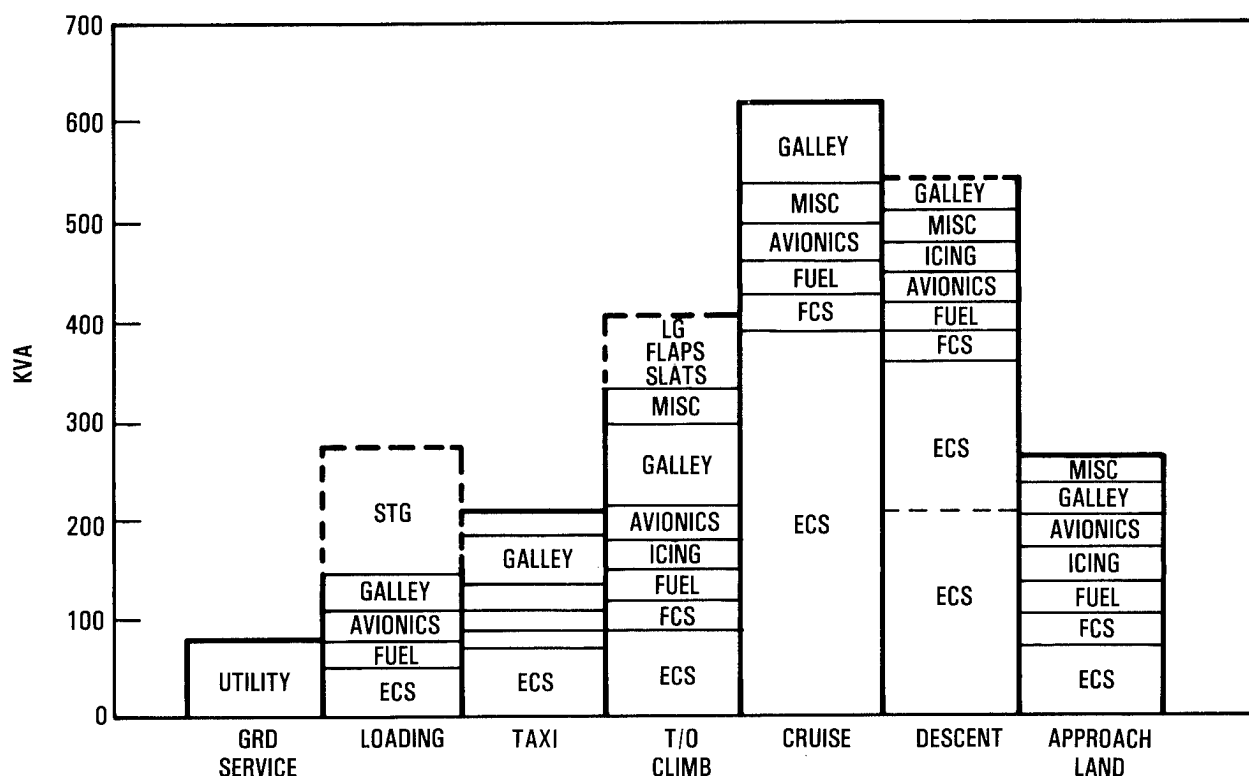 700
600
500
400
300
200
100
0
KVA
UTILITY
STG
GALLEY
AVIONICS
FUEL
ECS
GALLEY
ECS
LG
FLAPS
SLATS
MISC
GALLEY
AVIONICS
ICING
FUEL
FCS
ECS
GALLEY
MISC
AVIONICS
FUEL
FCS
ECS
GALLEY
MISC
ICING
AVIONICS
FUEL
FCS
ECS
ECS
MISC
GALLEY
AVIONICS
ICING
FUEL
FCS
ECS
GRD
SERVICE
LOADING
TAXI
T/O
CLIMB
CRUISE
DESCENT
APPROACH
LAND